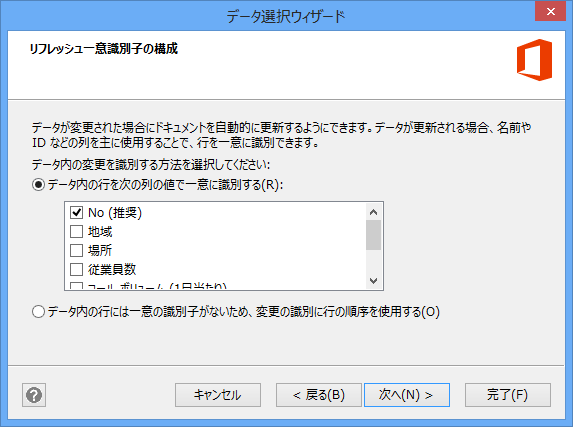 データ選択ウィザード
リフレッシュ一意識別子の構成
データが変更された場合にドキュメントを自動的に更新するようにできます。データが更新される場合、名前や
ID などの列を主に使用することで、行を一意に識別できます。
データ内の変更を識別する方法を選択してください:
データ内の行を次の列の値で一意に識別する(R):
No (推奨)
地域
場所
従業員数
コール ボリューム (1日当たり)
データ内の行には一意の識別子がないため、変更の識別に行の順序を使用する(O)
?
キャンセル
< 戻る(B)
次へ(N) >
完了(F)